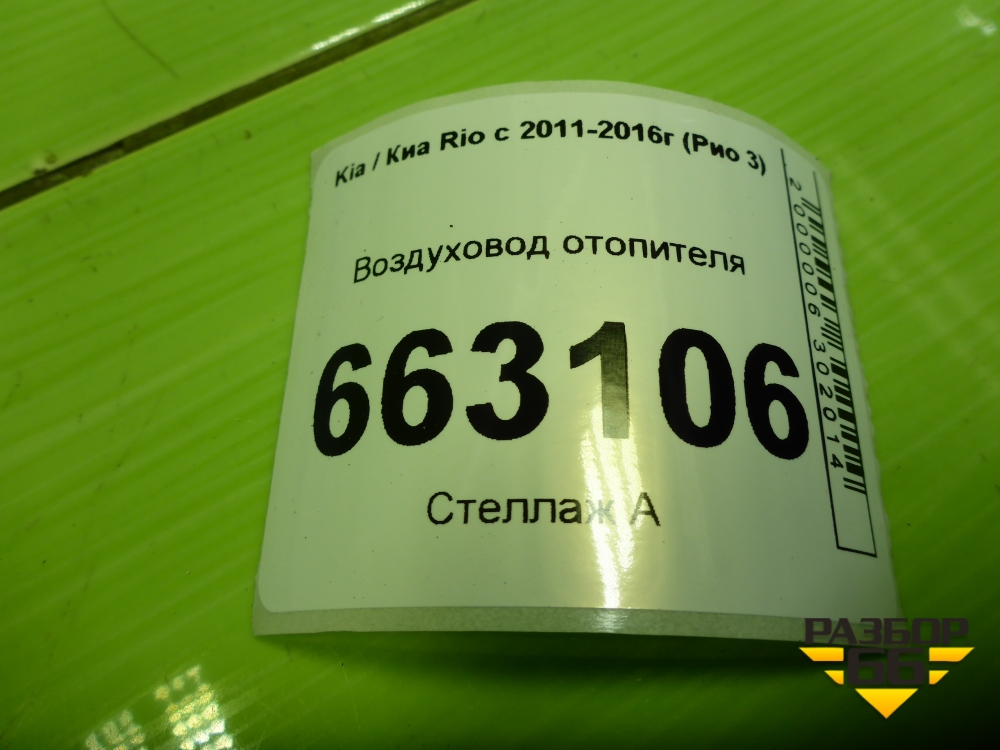 Kia / Киа Rio с 2011-2016г (Рио 3)
Воздуховод отопителя
663106
Стеллаж А
2000006302014
РАЗБОР
66